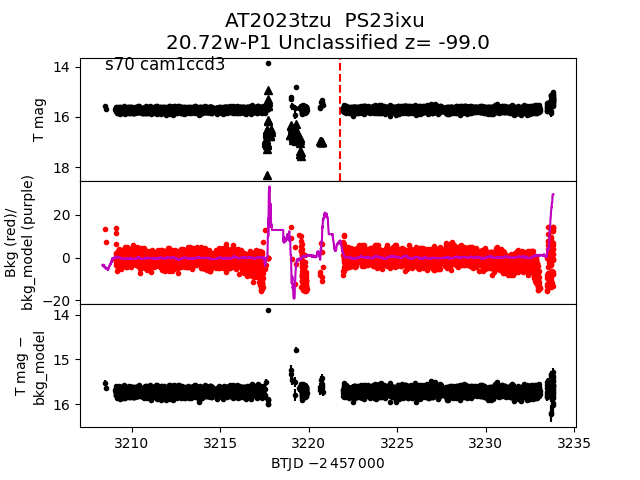 AT2023tzu  PS23ixu
20.72w-P1 Unclassified z= -99.0
s70 cam1ccd3
14
16
18
T mag
20
0
−20
Bkg (red)/
bkg_model (purple)
14
15
16
T mag −
bkg_model
3210
3215
3220
3225
3230
3235
BTJD −2 457 000